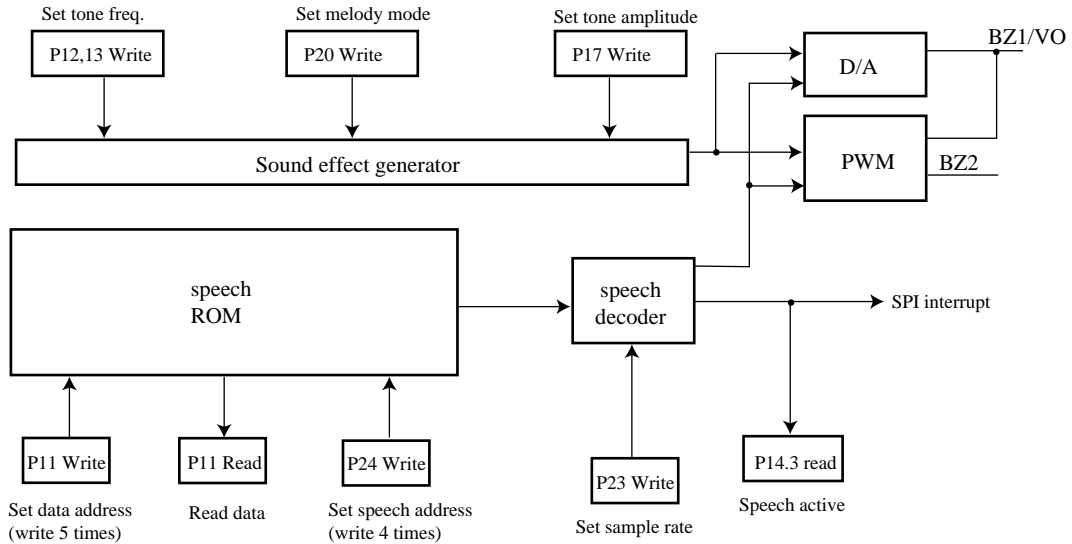 Set tone freq.
Set melody mode
Set tone amplitude
P12,13 Write
P20 Write
P17 Write
BZ1/VO
D/A
Sound effect generator
PWM
BZ2
speech
ROM
speech
decoder
SPI interrupt
P11 Write
P11 Read
P24 Write
P23 Write
P14.3 read
Set data address
(write 5 times)
Read data
Set speech address
(write 4 times)
Set sample rate
Speech active